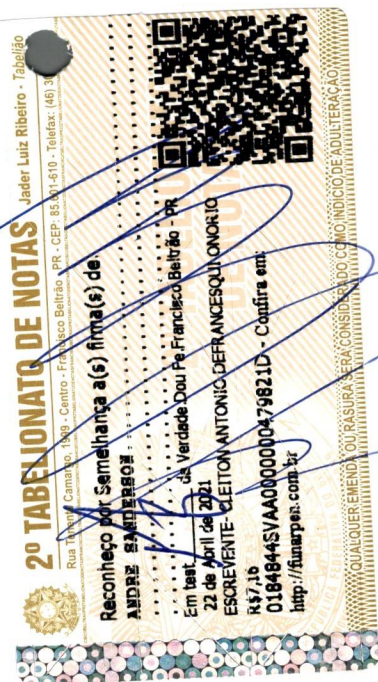 2º TABELIONATO DE NOTAS Jader Luiz Ribeiro - Tabelião
Rua Tenente Camargo, 1909 - Centro - Francisco Beltrão - PR - CEP: 85.601-610 - Telefax: (46)
Reconheço por Semelhança a(s) firma(s) de:
ANDRE SANDERSON
Em test da Verdade.Dou Fe.Francisco Beltrão - PR
22 de April de 2021
ESCREVENTE- CLEITON ANTONIO DEFRANCESQUI ONORIO
R$7,16
0184844SVAA00000000479821D - Confira em:
http://funarpen.com.br
QUALQUER EMENDA OU RASURA SERÁ CONSIDERADO COMO INDÍCIO DE ADULTERAÇÃO